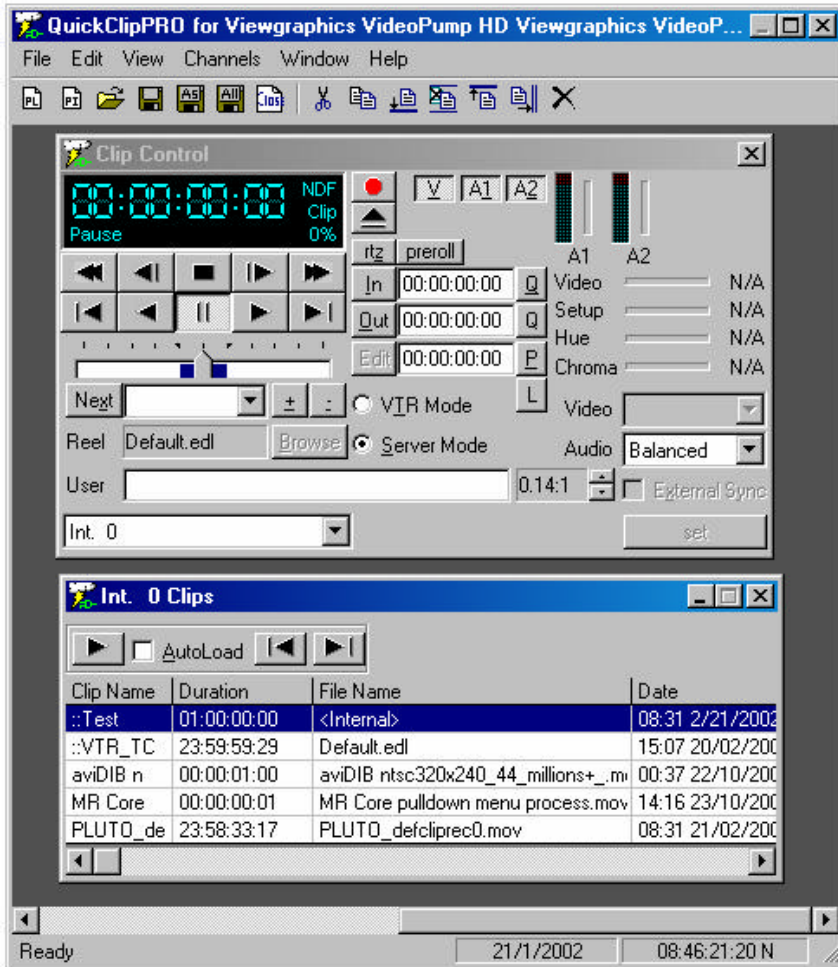 QuickClipPRO for Viewgraphics VideoPump HD Viewgraphics VideoP...
File Edit View Channels Window Help
PL PI As All Clos
Clip Control
00:00:00:00 NDF
Clip
Pause 0%
V A1 A2
rtz preroll
A1 A2
In 00:00:00:00 Q
Out 00:00:00:00 Q
Edit 00:00:00:00 P
L
Video N/A
Setup N/A
Hue N/A
Chroma N/A
Next + - VTR Mode Video
Reel Default.edl Browse Server Mode Audio Balanced
User 0.14:1 External Sync
Int. 0 set
Int. 0 Clips
AutoLoad
Clip Name Duration File Name Date
::Test 01:00:00:00 <Internal> 08:31 2/21/2002
::VTR_TC 23:59:59:29 Default.edl 15:07 20/02/200
aviDIB n 00:00:01:00 aviDIB ntsc320x240_44_millions+_.m 00:37 22/10/200
MR Core 00:00:00:01 MR Core pulldown menu process.mov 14:16 23/10/200
PLUTO_de 23:58:33:17 PLUTO_defcliprec0.mov 08:31 21/02/200
Ready 21/1/2002 08:46:21:20 N